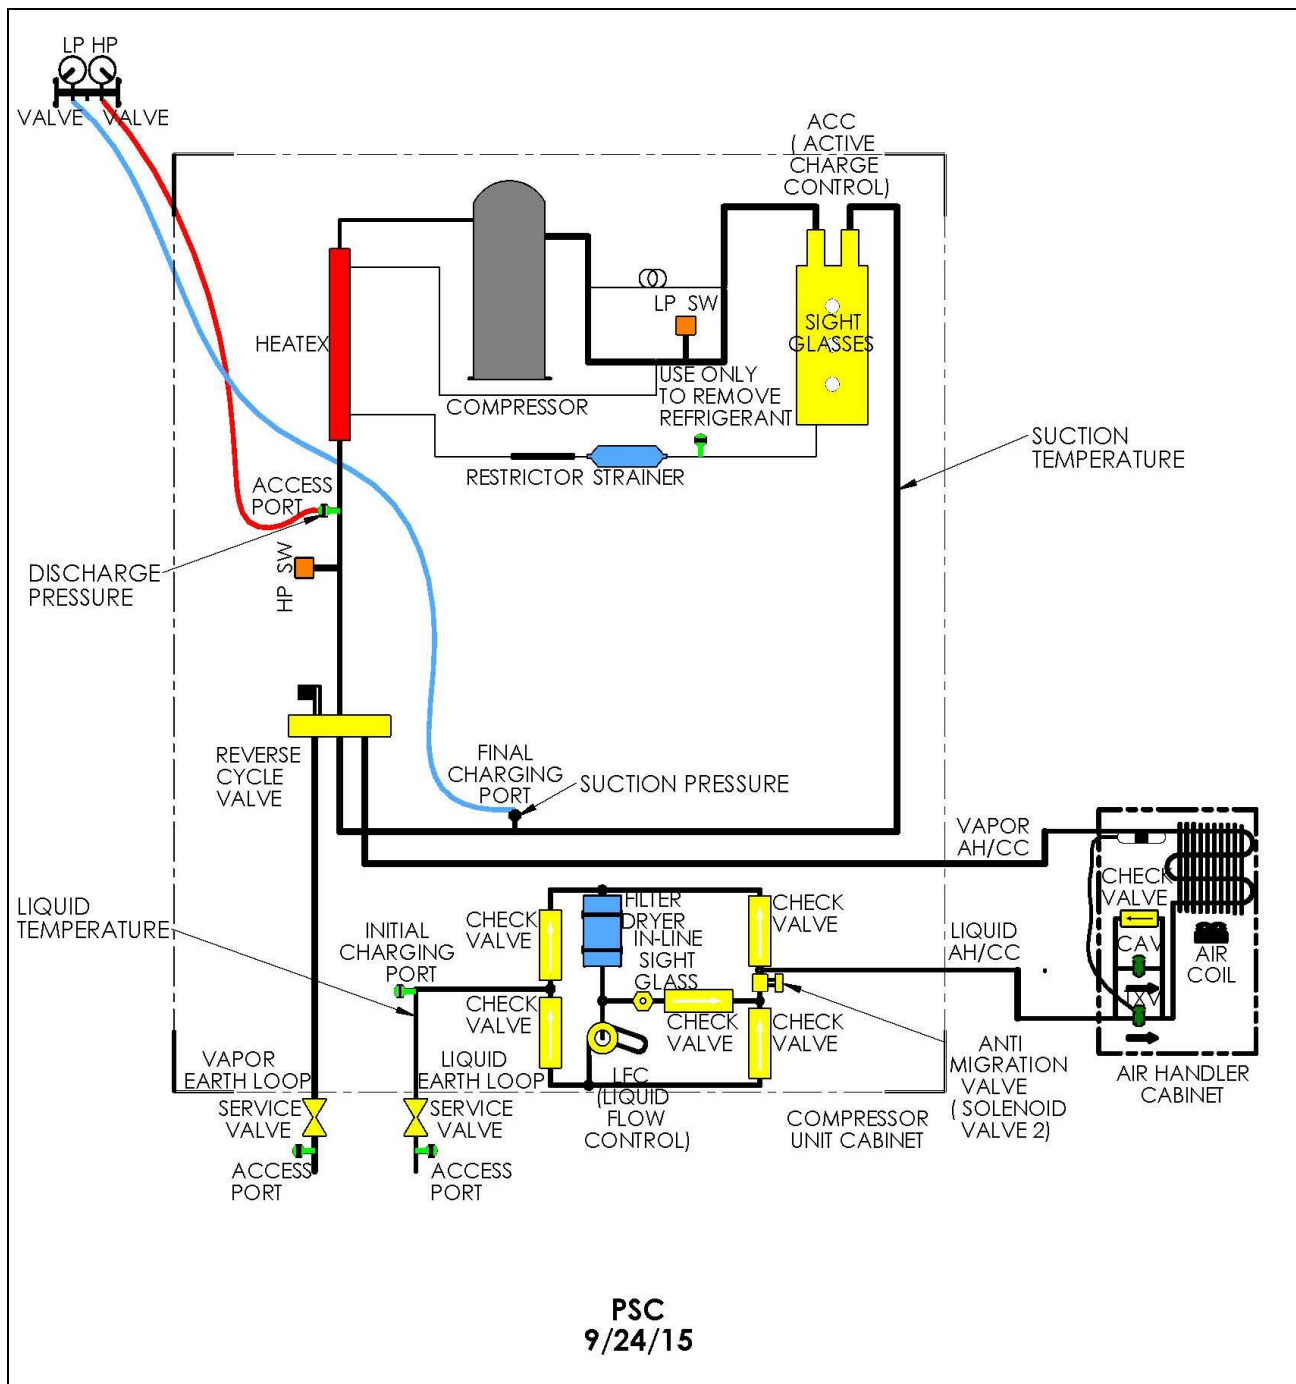 LP HP
VALVE VALVE
ACC
( ACTIVE
CHARGE
CONTROL)
HEATEX
COMPRESSOR
LP SW
SIGHT
GLASSES
USE ONLY
TO REMOVE
REFRIGERANT
RESTRICTOR STRAINER
SUCTION
TEMPERATURE
ACCESS
PORT
DISCHARGE
PRESSURE
HP SW
REVERSE
CYCLE
VALVE
FINAL
CHARGING
PORT
SUCTION PRESSURE
VAPOR
AH/CC
LIQUID
TEMPERATURE
INITIAL
CHARGING
PORT
CHECK
VALVE
FILTER
DRYER
IN-LINE
SIGHT
GLASS
CHECK
VALVE
LIQUID
AH/CC
CHECK
VALVE
CAV
XV
AIR
COIL
CHECK
VALVE
CHECK
VALVE
CHECK
VALVE
VAPOR
EARTH LOOP
LIQUID
EARTH LOOP
LFC
(LIQUID
FLOW
CONTROL)
ANTI
MIGRATION
VALVE
( SOLENOID
VALVE 2)
AIR HANDLER
CABINET
SERVICE
VALVE
SERVICE
VALVE
COMPRESSOR
UNIT CABINET
ACCESS
PORT
ACCESS
PORT
PSC
9/24/15